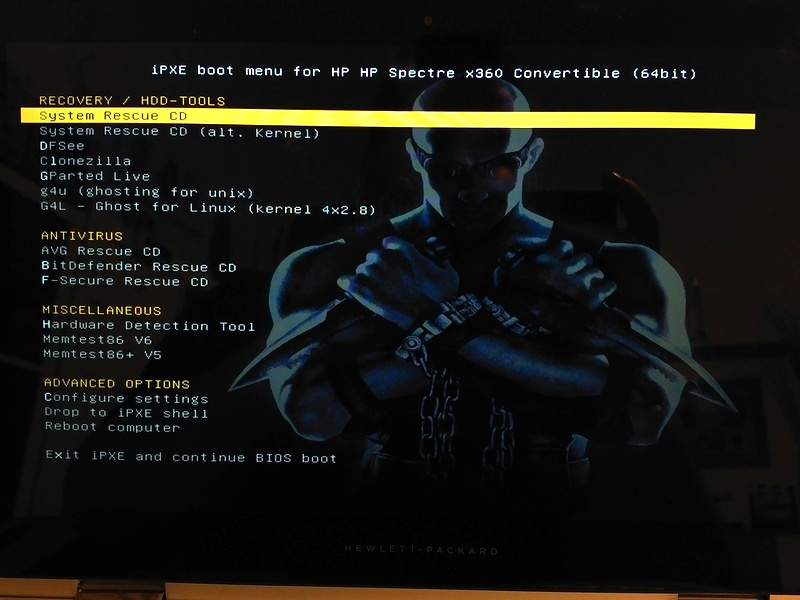 iPXE boot menu for HP HP Spectre x360 Convertible (64bit)
RECOVERY / HDD-TOOLS
System Rescue CD
System Rescue CD (alt. Kernel)
DFSee
Clonezilla
GParted Live
g4u (ghosting for unix)
G4L - Ghost for Linux (kernel 4x2.8)
ANTIVIRUS
AVG Rescue CD
BitDefender Rescue CD
F-Secure Rescue CD
MISCELLANEOUS
Hardware Detection Tool
Memtest86 V6
Memtest86+ V5
ADVANCED OPTIONS
Configure settings
Drop to iPXE shell
Reboot computer
Exit iPXE and continue BIOS boot
HEWLETT-PACKARD